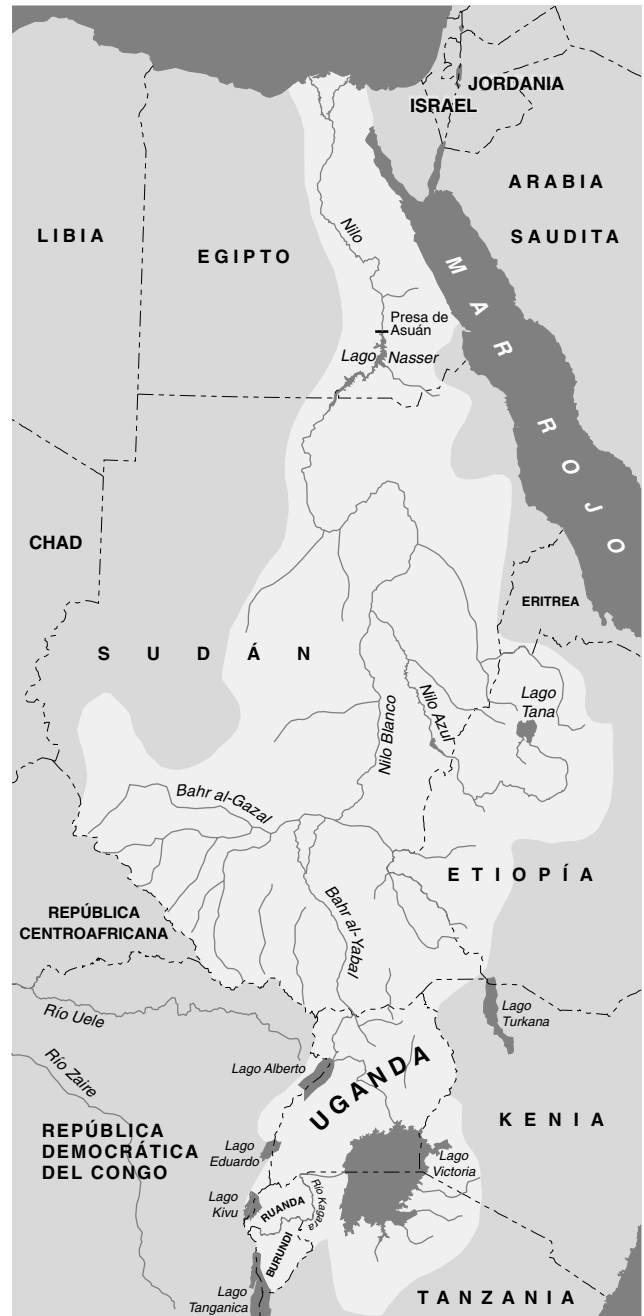 JORDANIA
ISRAEL
ARABIA
SAUDITA
LIBIA
EGIPTO
Nilo
MAR ROJO
Presa de
Asuán
Lago Nasser
CHAD
ERITREA
SUDÁN
Lago
Tana
Nilo Azul
Nilo Blanco
Bahr al-Gazal
ETIOPÍA
Bahr al-Yabal
REPÚBLICA
CENTROAFRICANA
Lago
Turkana
Río Uele
Río Zaire
Lago Alberto
UGANDA
KENIA
REPÚBLICA
DEMOCRÁTICA
DEL CONGO
Lago
Eduardo
Lago
Victoria
Lago
Kivu
RUANDA
Río Kagara
BURUNDI
Lago
Tanganica
TANZANIA